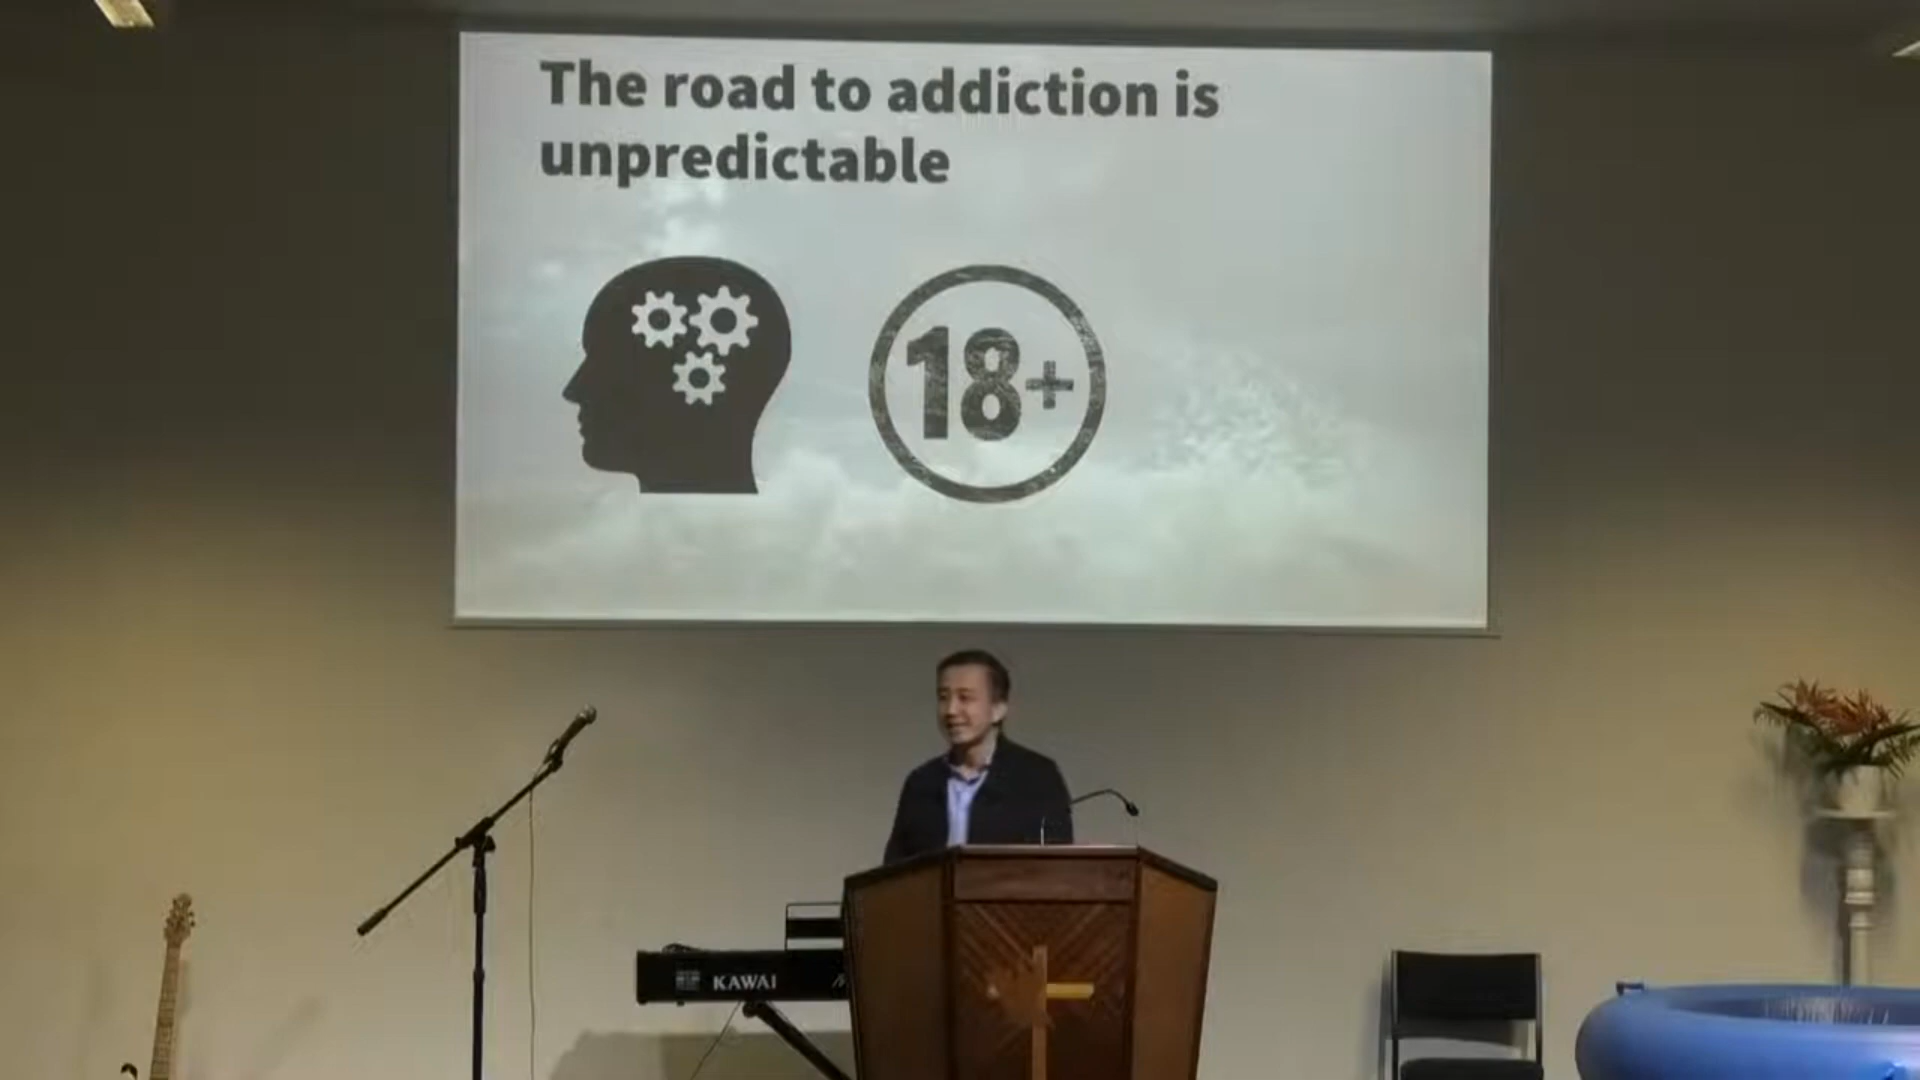 The road to addiction is
unpredictable
18+
KAWAI